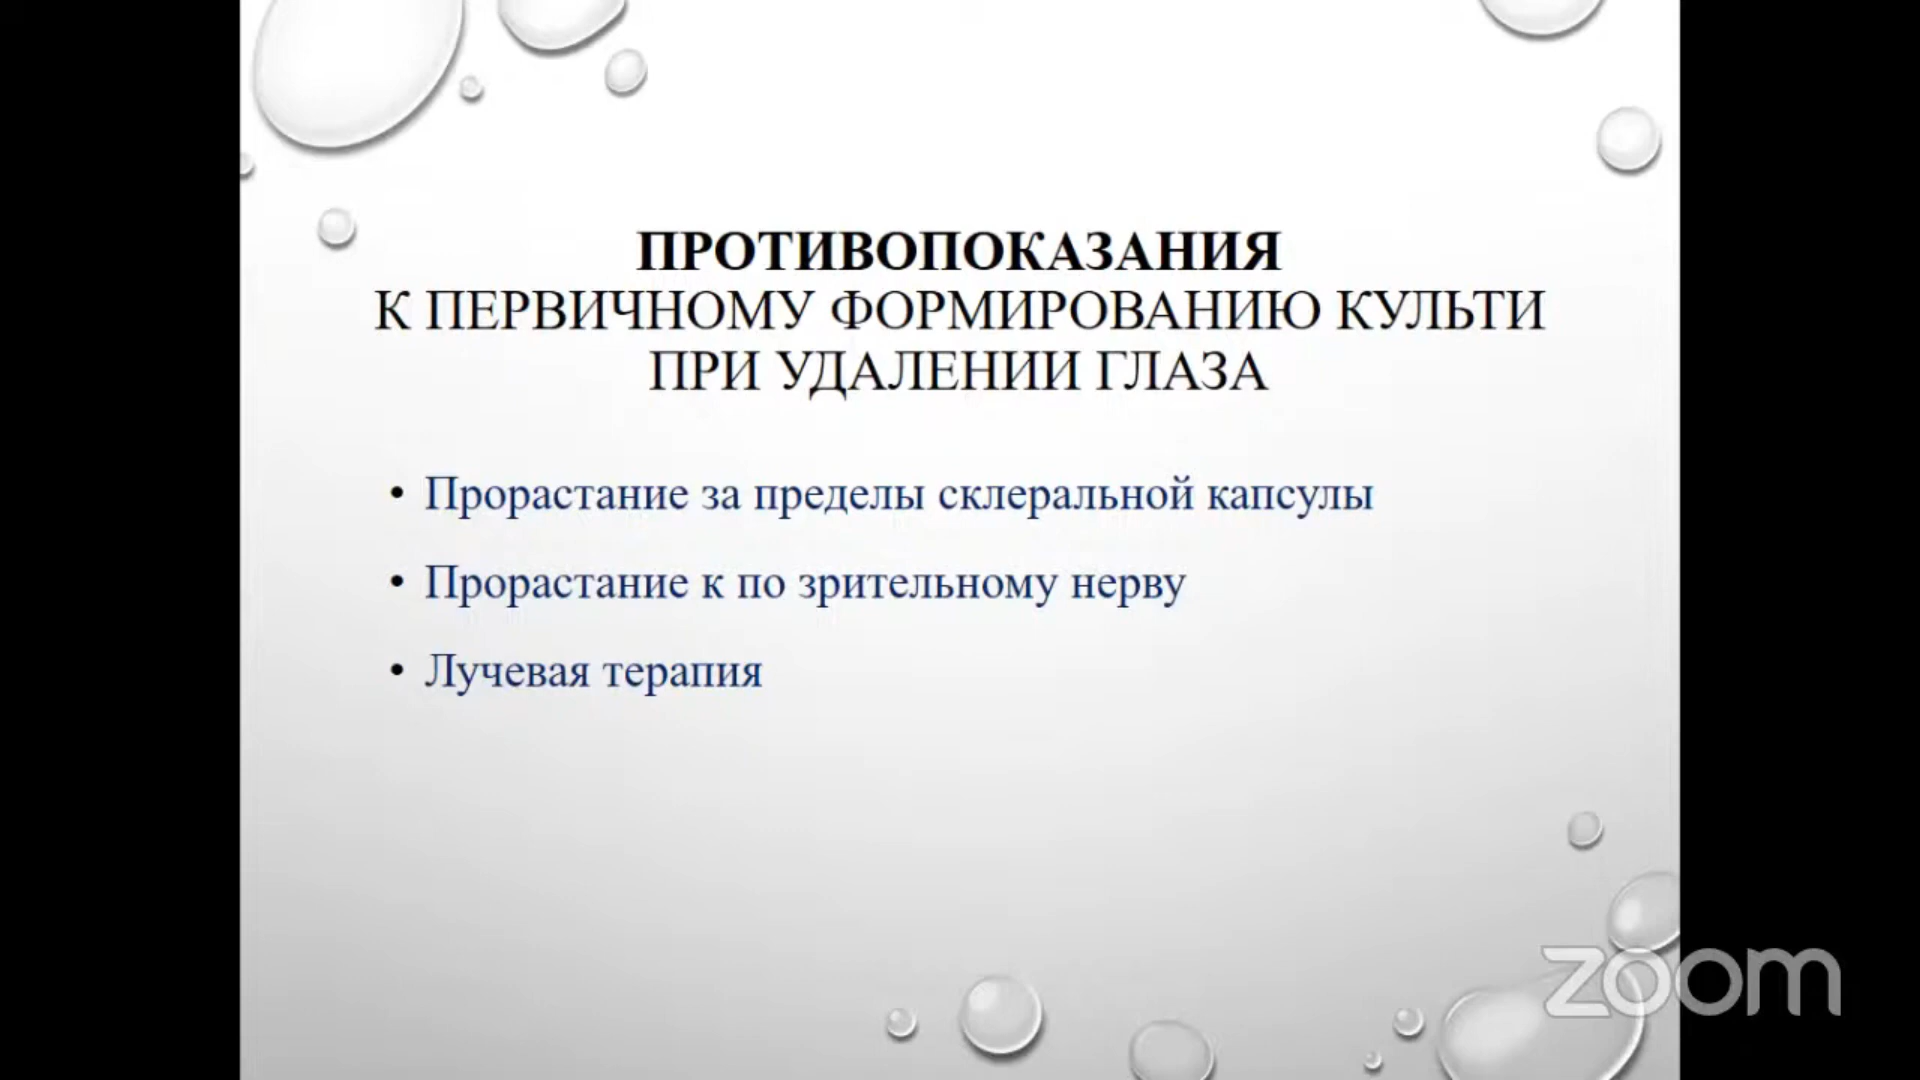 ПРОТИВОПОКАЗАНИЯ
К ПЕРВИЧНОМУ ФОРМИРОВАНИЮ КУЛЬТИ
ПРИ УДАЛЕНИИ ГЛАЗА
• Прорастание за пределы склеральной капсулы
• Прорастание к по зрительному нерву
• Лучевая терапия
zoom